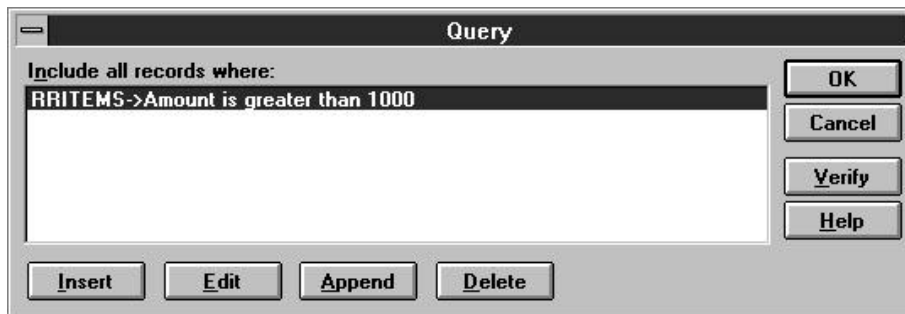 Query
Include all records where:
RRITEMS->Amount is greater than 1000
OK
Cancel
Verify
Help
Insert Edit Append Delete